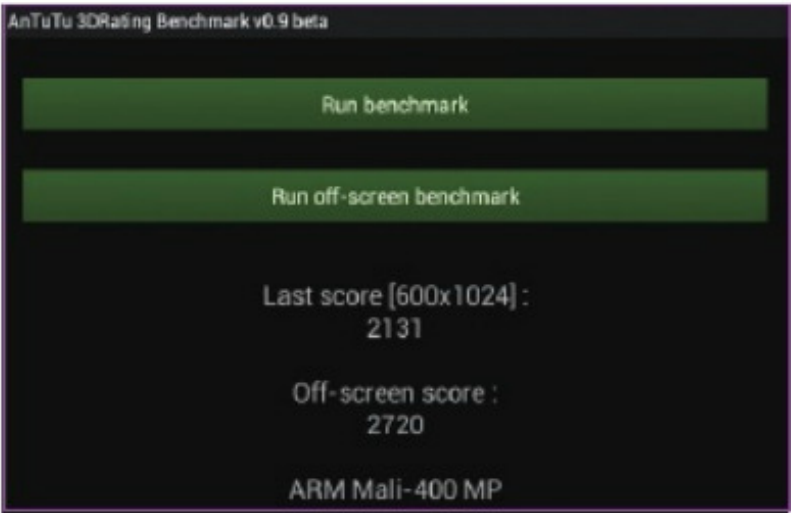 AnTuTu 3DRating Benchmark v0.9 beta
Run benchmark
Run off-screen benchmark
Last score [600x1024] :
2131
Off-screen score :
2720
ARM Mali-400 MP